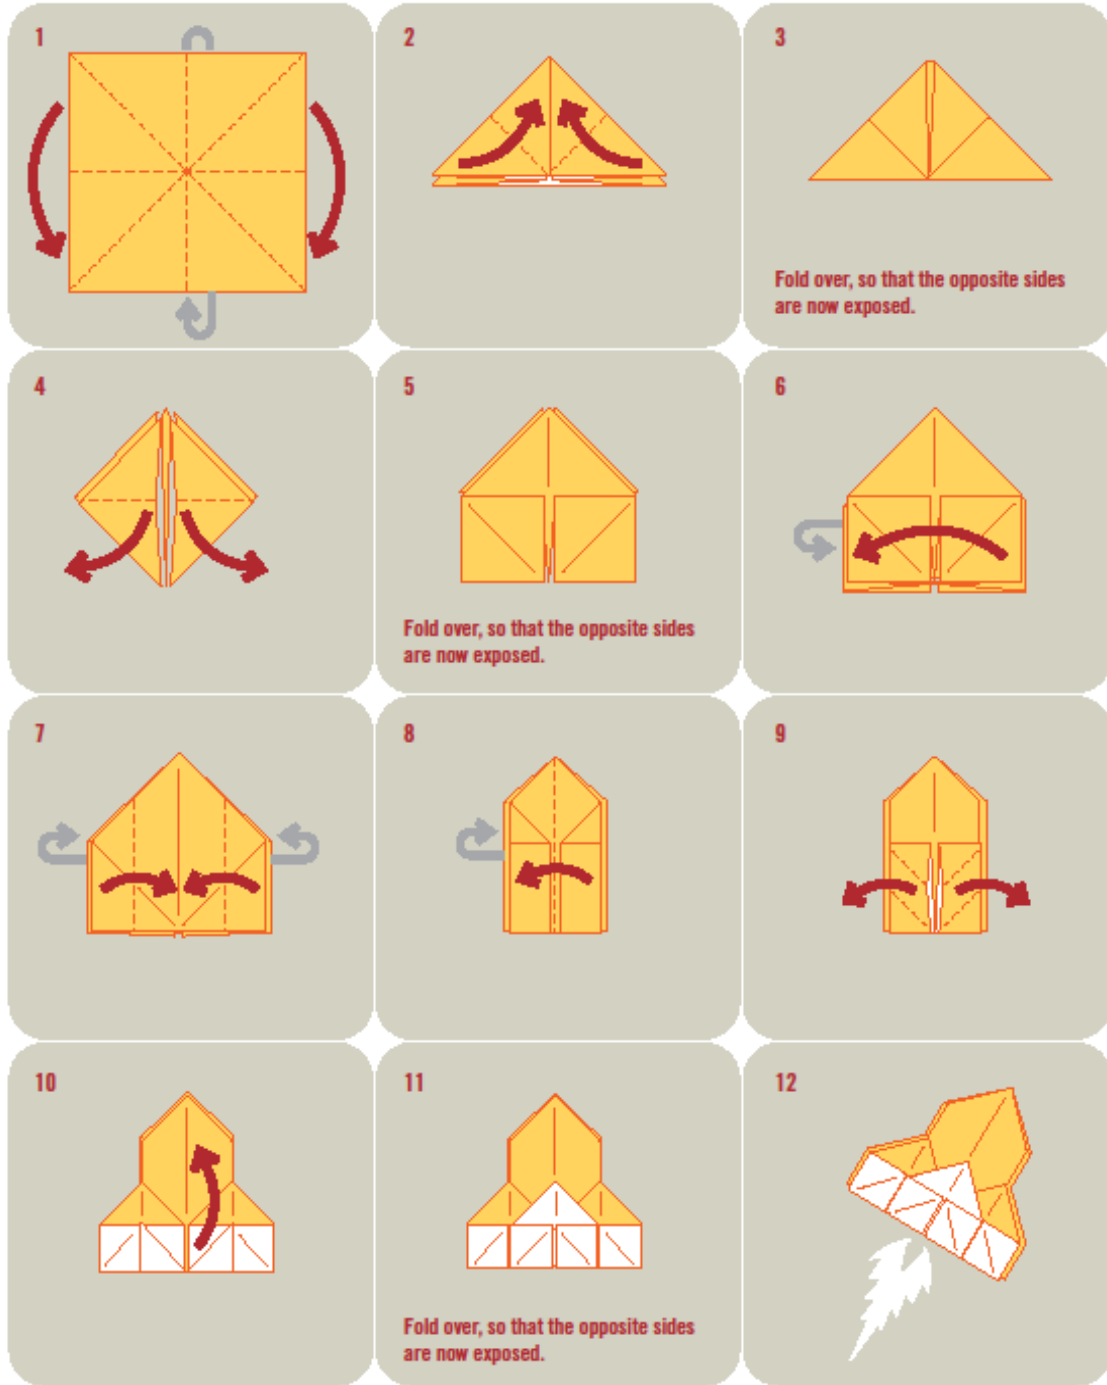 1
2
3
Fold over, so that the opposite sides
are now exposed.
4
5
Fold over, so that the opposite sides
are now exposed.
6
7
8
9
10
11
Fold over, so that the opposite sides
are now exposed.
12